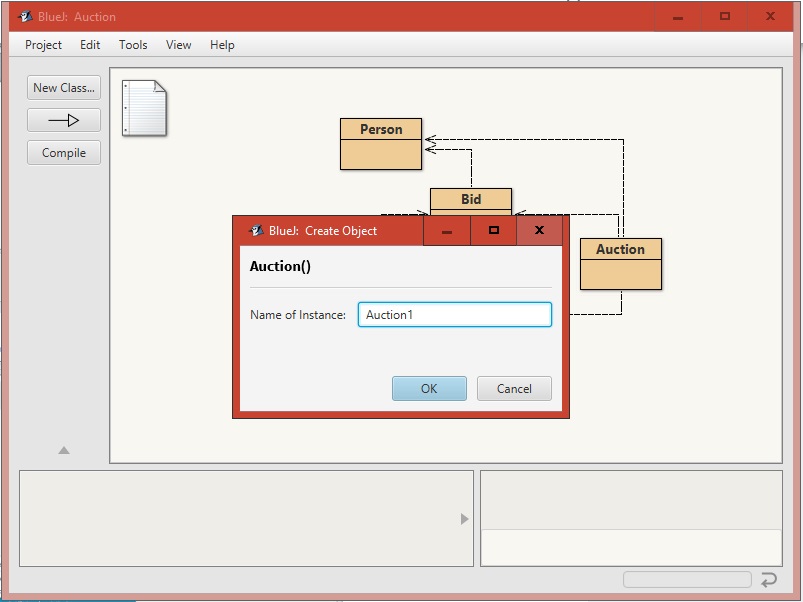 BlueJ: Auction
Project Edit Tools View Help
New Class...
Compile
Person
Bid
Auction
BlueJ: Create Object
Auction()
Name of Instance: Auction1
OK Cancel